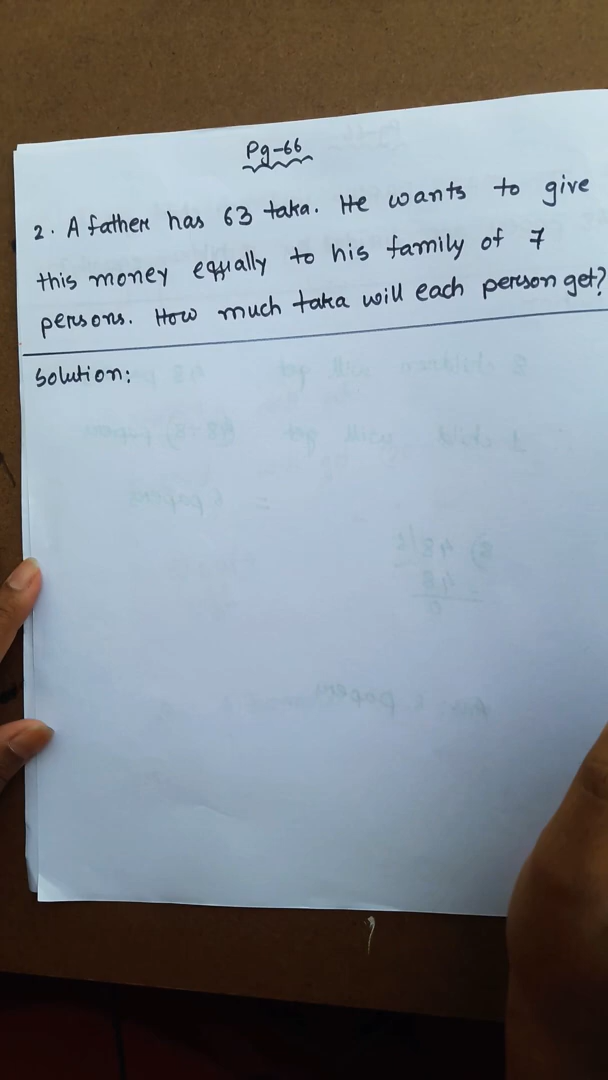 Pg-66
2. A father has 63 taka. He wants to give
this money equally to his family of 7
persons. How much taka will each person get?
Solution: